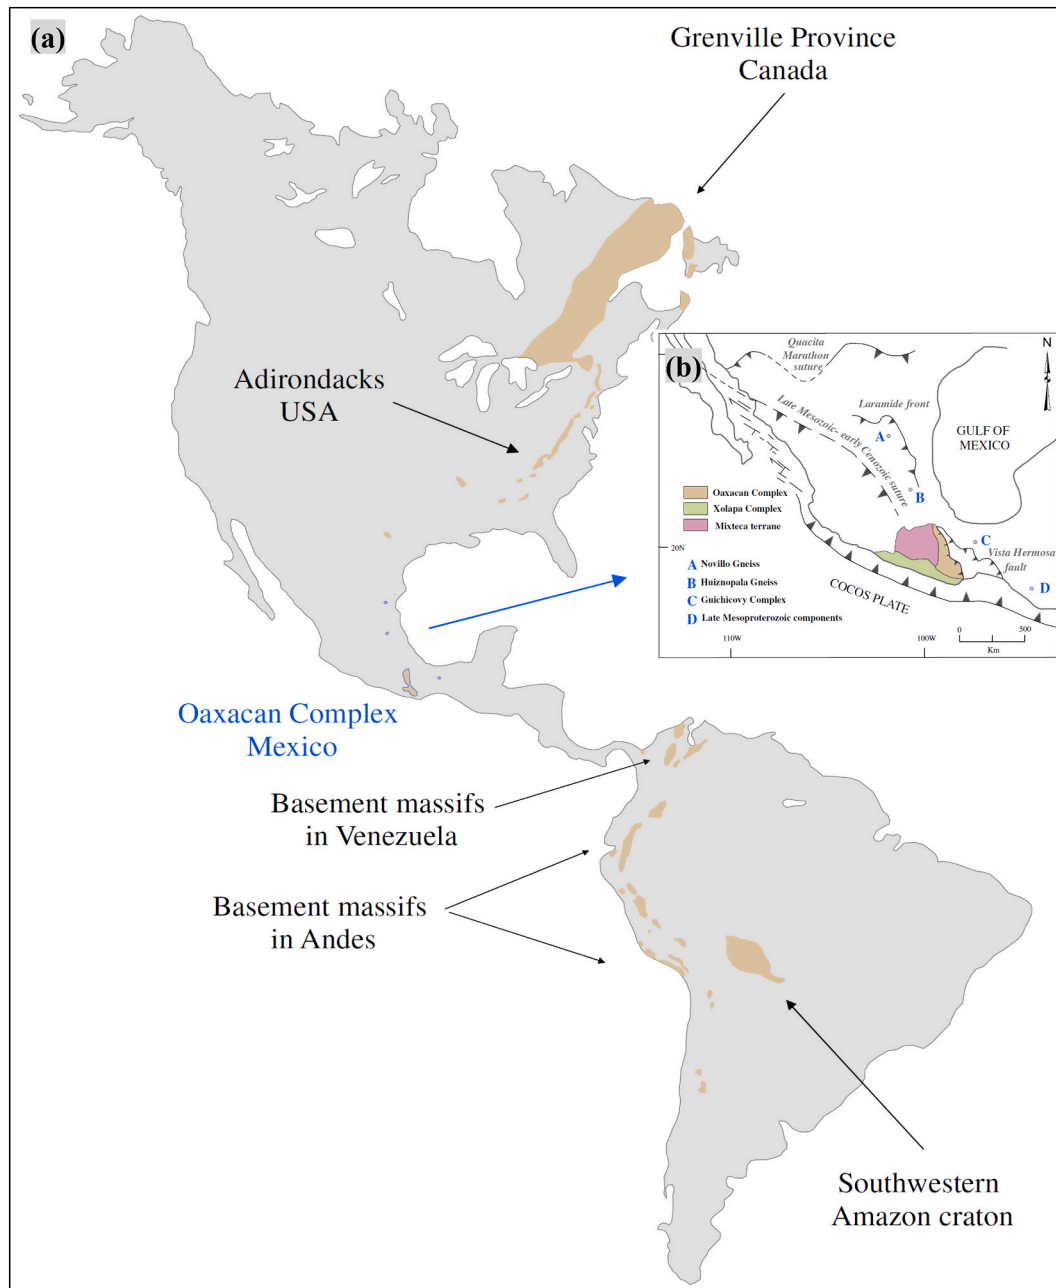 (a)
Grenville Province
Canada
Adirondacks
USA
Oaxacan Complex
Mexico
Basement massifs
in Venezuela
Basement massifs
in Andes
Southwestern
Amazon craton
(b)
Quacita
Marathon
suture
N
Late Mesozoic- early
Cenozoic suture
Laramide front
GULF OF
MEXICO
A
B
C
Vista Hermosa
fault
D
Oaxacan Complex
Xolapa Complex
Mixteca terrane
20N
A Novillo Gneiss
B Huiznopala Gneiss
C Guichicovy Complex
D Late Mesoproterozoic components
COCOS PLATE
0 500
Km
110W 100W